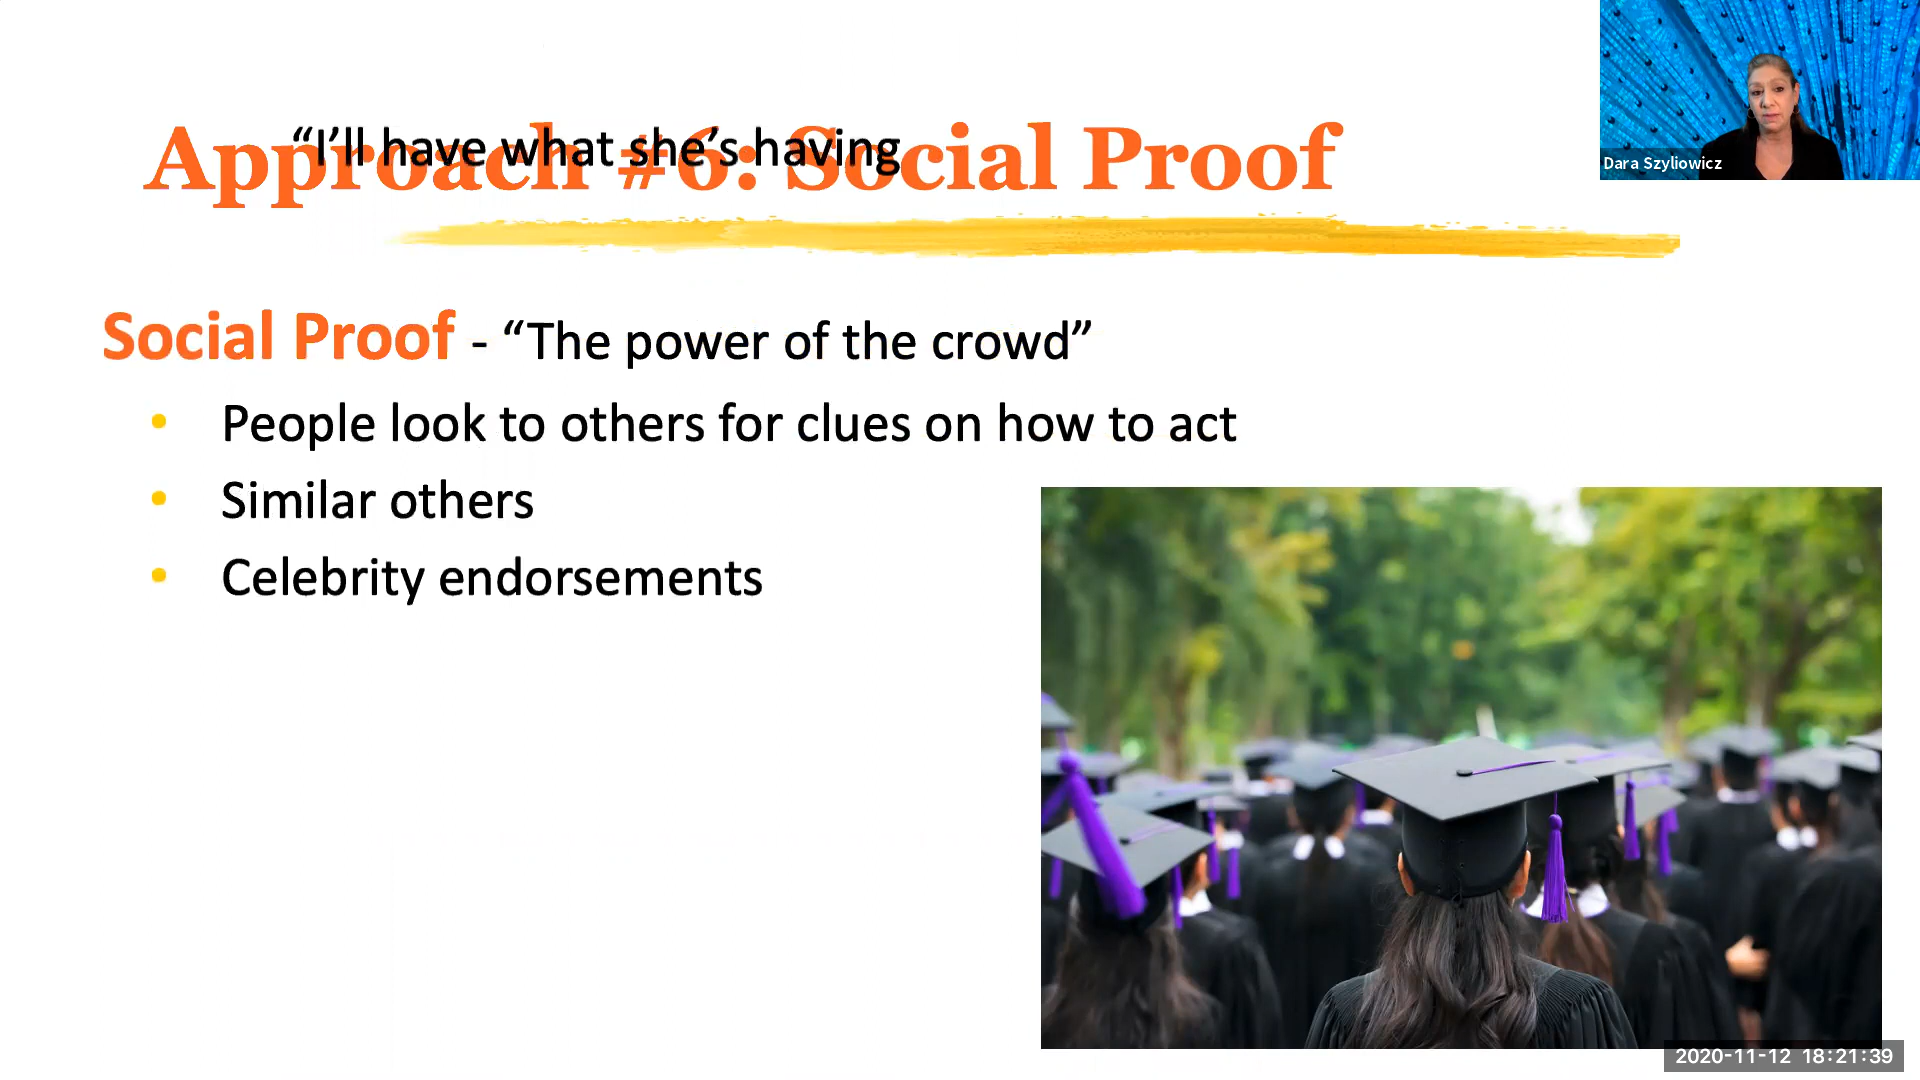 “I’ll have what she’s having
Approach #6: Social Proof
Dara Szyliowicz
Social Proof - “The power of the crowd”
• People look to others for clues on how to act
• Similar others
• Celebrity endorsements
2020-11-12 18:21:39